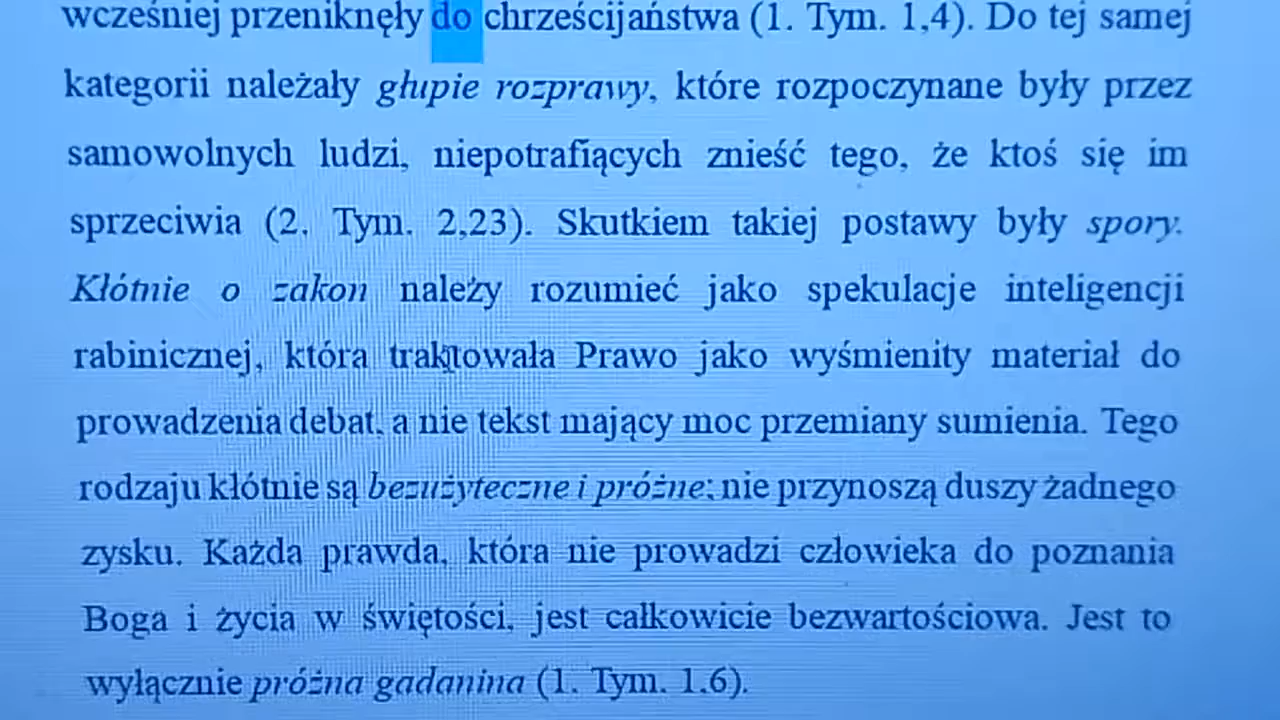 wcześniej przeniknęły do chrześcijaństwa (1. Tym. 1,4). Do tej samej
kategorii należały głupie rozprawy, które rozpoczynane były przez
samowolnych ludzi, niepotrafiących znieść tego, że ktoś się im
sprzeciwia (2. Tym. 2,23). Skutkiem takiej postawy były spory.
Kłótnie o zakon należy rozumieć jako spekulacje inteligencji
rabinicznej, która traktowała Prawo jako wyśmienity materiał do
prowadzenia debat, a nie tekst mający moc przemiany sumienia. Tego
rodzaju kłótnie są bezużyteczne i próżne; nie przynoszą duszy żadnego
zysku. Każda prawda, która nie prowadzi człowieka do poznania
Boga i życia w świętości, jest całkowicie bezwartościowa. Jest to
wyłącznie próżna gadanina (1. Tym. 1.6).